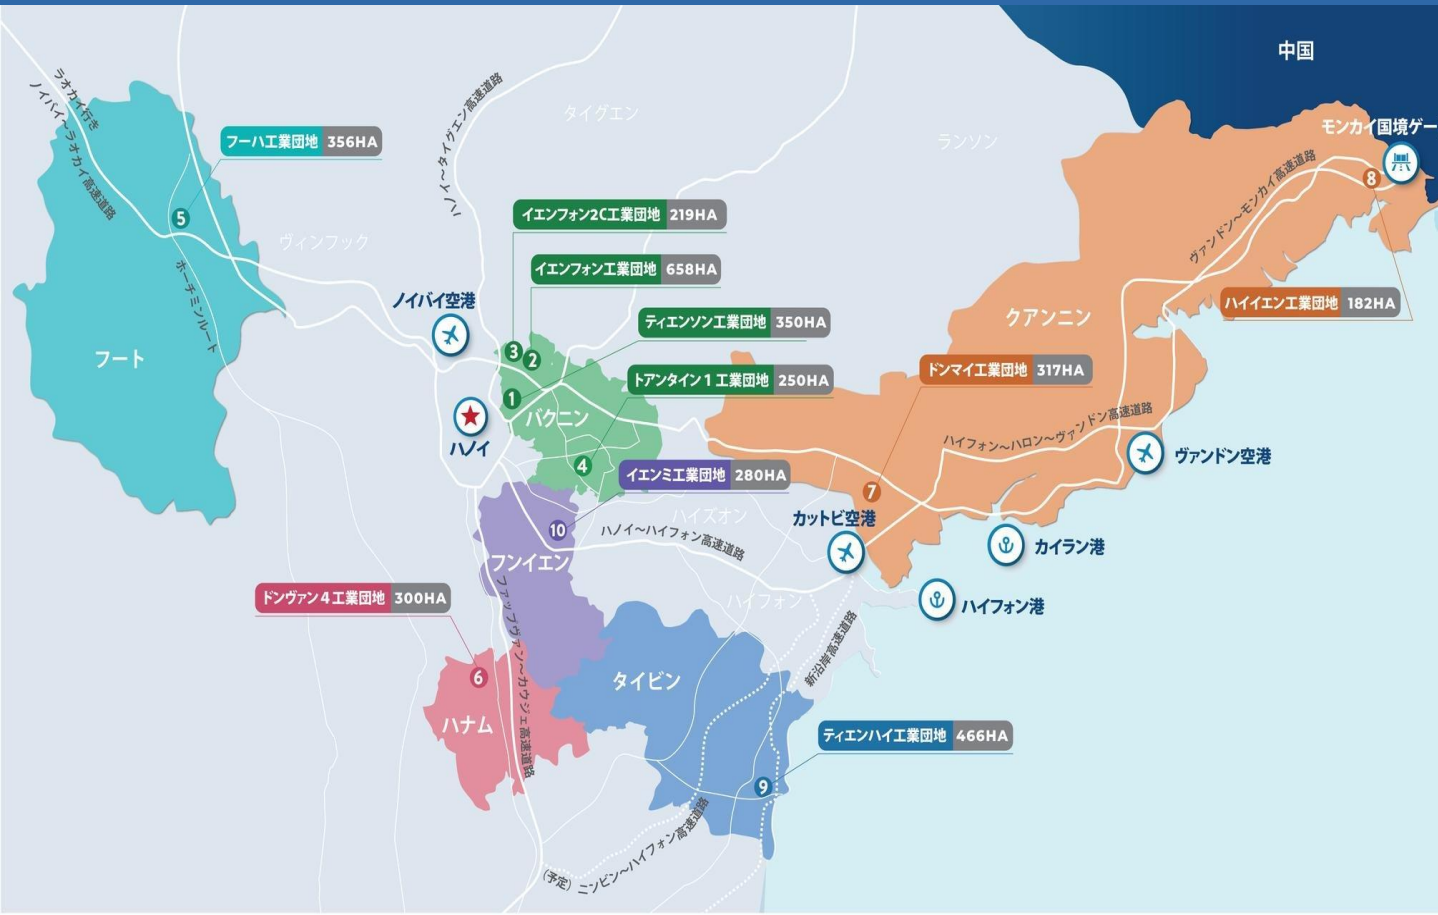 中国
モンカイ国境ゲー
ラオカイ行き
ノイバイ〜ラオカイ高速道路
ハノイ〜タイグエン高速道路
タイグエン
ランソン
フーハ工業団地 356HA
5
ヴィンフック
ホーチミンルート
フート
イエンフォン2C工業団地 219HA
イエンフォン工業団地 658HA
ティエンソン工業団地 350HA
トアンタイン1 工業団地 250HA
ノイバイ空港
ハノイ
3
2
1
バクニン
4
ヴァンドン〜モンカイ高速道路
8
ハイイエン工業団地 182HA
クアンニン
ドンマイ工業団地 317HA
ハイフォン〜ハロン〜ヴァンドン高速道路
ヴァンドン空港
7
イエンミ工業団地 280HA
ハイズオン
10
ハノイ〜ハイフォン高速道路
カットビ空港
カイラン港
フンイエン
ハイフォン
ハイフォン港
ドンヴァン4工業団地 300HA
ファップヴァン〜カウジェ高速道路
新沿岸高速道路
6
タイビン
ハナム
ティエンハイ工業団地 466HA
9
(予定) ニンビン〜ハイフォン高速道路